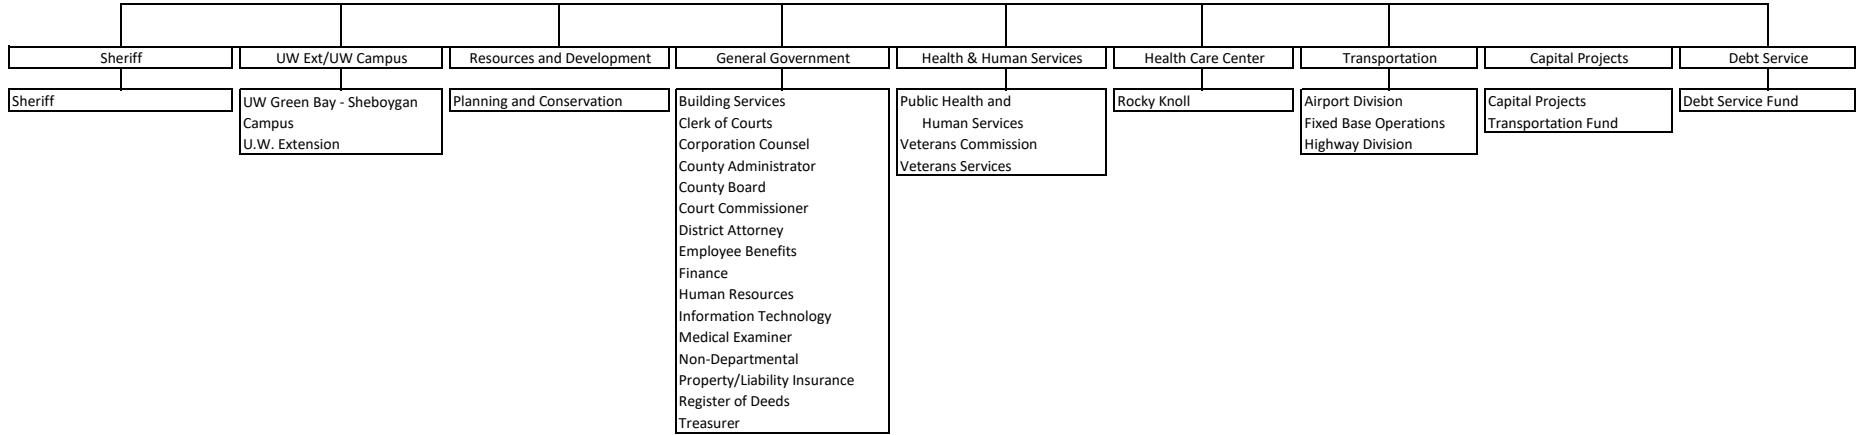 Sheriff
UW Ext/UW Campus
Resources and Development
General Government
Health & Human Services
Health Care Center
Transportation
Capital Projects
Debt Service
Sheriff
UW Green Bay - Sheboygan
Campus
U.W. Extension
Planning and Conservation
Building Services
Clerk of Courts
Corporation Counsel
County Administrator
County Board
Court Commissioner
District Attorney
Employee Benefits
Finance
Human Resources
Information Technology
Medical Examiner
Non-Departmental
Property/Liability Insurance
Register of Deeds
Treasurer
Public Health and
Human Services
Veterans Commission
Veterans Services
Rocky Knoll
Airport Division
Fixed Base Operations
Highway Division
Capital Projects
Transportation Fund
Debt Service Fund